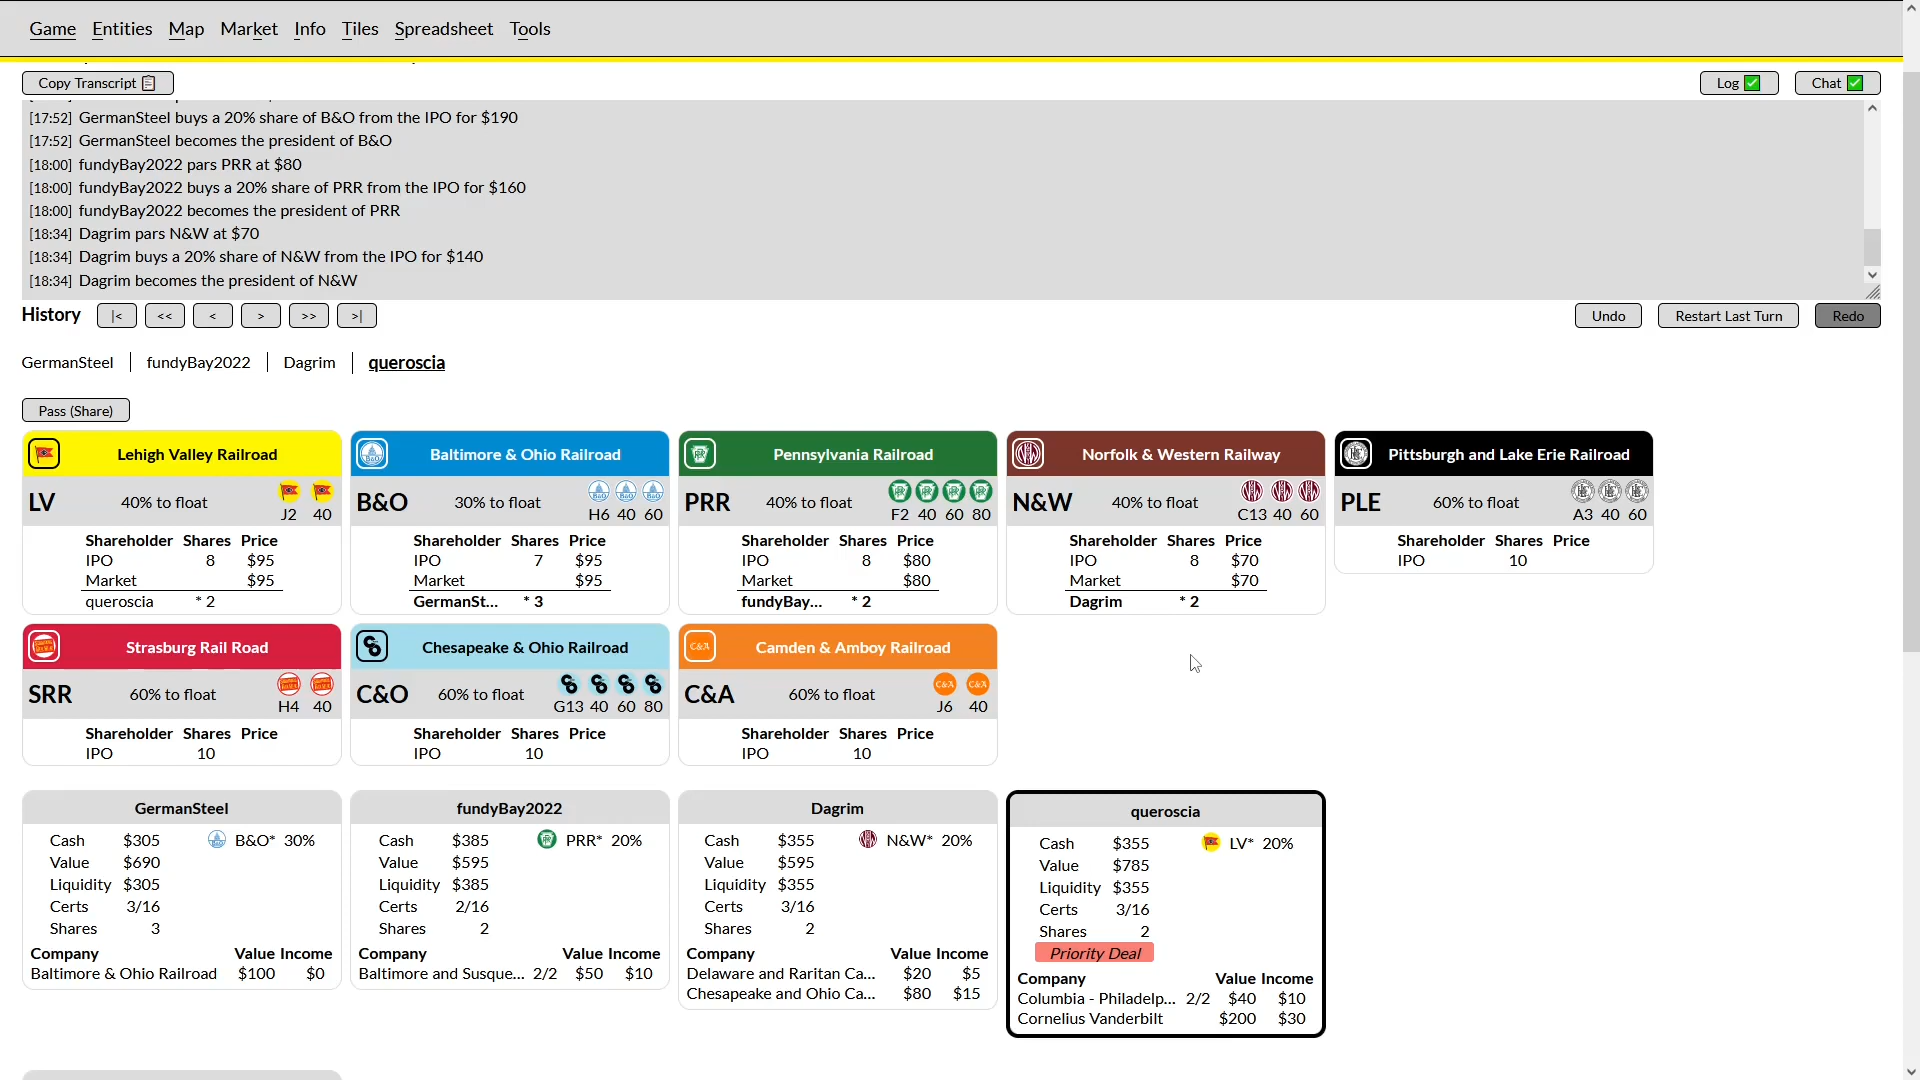 Game Entities Map Market Info Tiles Spreadsheet Tools
Copy Transcript Log Chat
[17:52] GermanSteel buys a 20% share of B&O from the IPO for $190
[17:52] GermanSteel becomes the president of B&O
[18:00] fundyBay2022 pars PRR at $80
[18:00] fundyBay2022 buys a 20% share of PRR from the IPO for $160
[18:00] fundyBay2022 becomes the president of PRR
[18:34] Dagrim pars N&W at $70
[18:34] Dagrim buys a 20% share of N&W from the IPO for $140
[18:34] Dagrim becomes the president of N&W
History |< << < > >> >| Undo Restart Last Turn Redo
GermanSteel fundyBay2022 Dagrim queroscia
Pass (Share)
Lehigh Valley Railroad
LV 40% to float J2 40
Shareholder Shares Price
IPO 8 $95
Market $95
queroscia * 2
Baltimore & Ohio Railroad
B&O 30% to float H6 40 60
Shareholder Shares Price
IPO 7 $95
Market $95
GermanSt... * 3
Pennsylvania Railroad
PRR 40% to float F2 40 60 80
Shareholder Shares Price
IPO 8 $80
Market $80
fundyBay... * 2
Norfolk & Western Railway
N&W 40% to float C13 40 60
Shareholder Shares Price
IPO 8 $70
Market $70
Dagrim * 2
Pittsburgh and Lake Erie Railroad
PLE 60% to float A3 40 60
Shareholder Shares Price
IPO 10
Strasburg Rail Road
SRR 60% to float H4 40
Shareholder Shares Price
IPO 10
Chesapeake & Ohio Railroad
C&O 60% to float G13 40 60 80
Shareholder Shares Price
IPO 10
C&A Camden & Amboy Railroad
C&A 60% to float C&A C&A J6 40
Shareholder Shares Price
IPO 10
GermanSteel
Cash $305 B&O* 30%
Value $690
Liquidity $305
Certs 3/16
Shares 3
Company Value Income
Baltimore & Ohio Railroad $100 $0
fundyBay2022
Cash $385 PRR* 20%
Value $595
Liquidity $385
Certs 2/16
Shares 2
Company Value Income
Baltimore and Susque... 2/2 $50 $10
Dagrim
Cash $355 N&W* 20%
Value $595
Liquidity $355
Certs 3/16
Shares 2
Company Value Income
Delaware and Raritan Ca... $20 $5
Chesapeake and Ohio Ca... $80 $15
queroscia
Cash $355 LV* 20%
Value $785
Liquidity $355
Certs 3/16
Shares 2
Priority Deal
Company Value Income
Columbia - Philadelp... 2/2 $40 $10
Cornelius Vanderbilt $200 $30